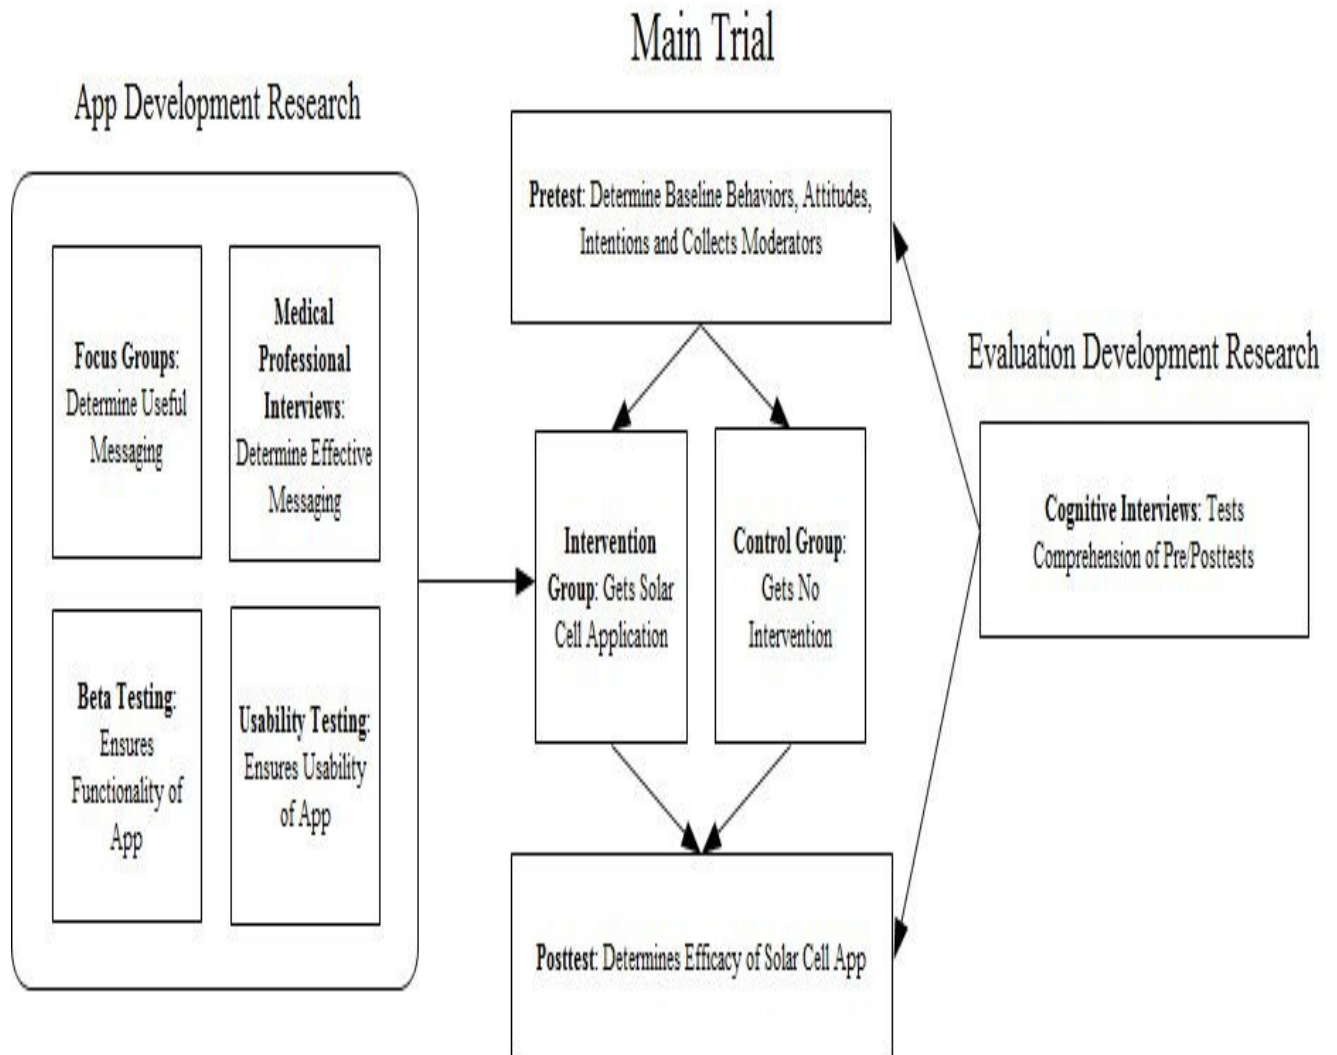 Main Trial
App Development Research
Pretest: Determine Baseline Behaviors, Attitudes,
Intentions and Collects Moderators
Focus Groups:
Determine Useful
Messaging
Medical
Professional
Interviews:
Determine Effective
Messaging
Evaluation Development Research
Intervention
Group: Gets Solar
Cell Application
Control Group:
Gets No
Intervention
Cognitive Interviews: Tests
Comprehension of Pre/Posttests
Beta Testing:
Ensures
Functionality of
App
Usability Testing:
Ensures Usability
of App
Posttest: Determines Efficacy of Solar Cell App